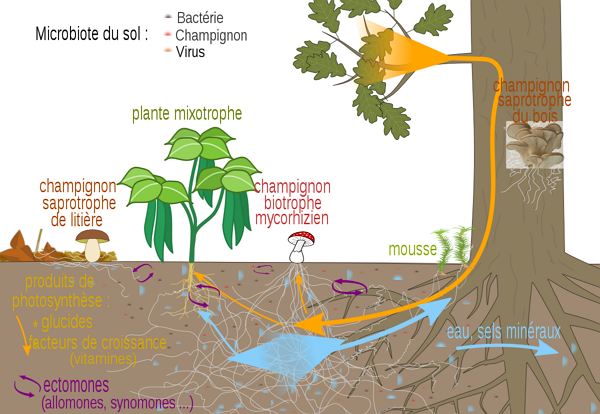 Microbiote du sol :
Bactérie
Champignon
Virus
champignon
saprotrophe
du bois
plante mixotrophe
champignon
saprotrophe
de litière
champignon
biotrophe
mycorhizien
mousse
produits de
photosynthèse :
* glucides
* facteurs de croissance
(vitamines)
eau, sels minéraux
ectomones
(allomones, synomones....)